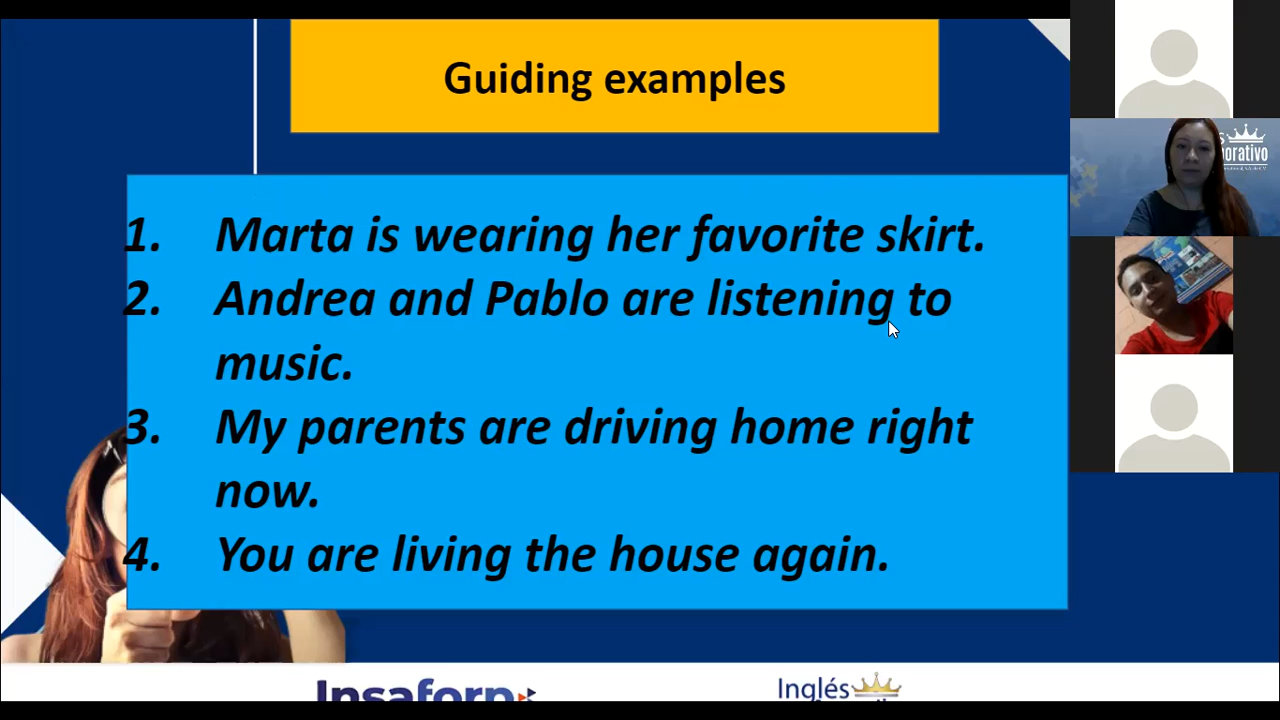 Guiding examples
1. Marta is wearing her favorite skirt.
2. Andrea and Pablo are listening to
music.
3. My parents are driving home right
now.
4. You are living the house again.
Insaforp
Inglés